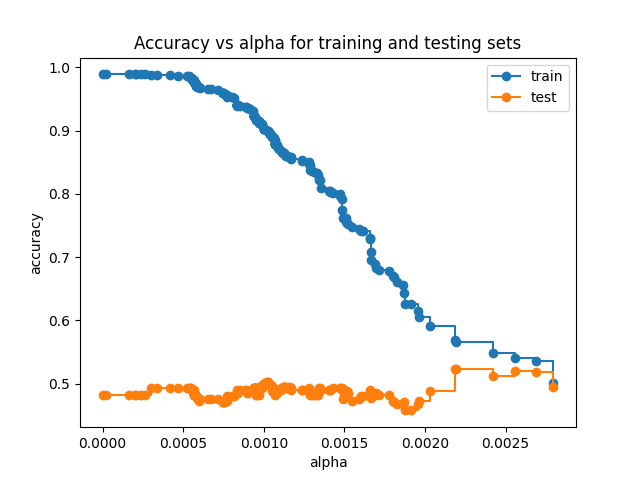 Accuracy vs alpha for training and testing sets
train
test
1.0
0.9
0.8
0.7
0.6
0.5
accuracy
0.0000 0.0005 0.0010 0.0015 0.0020 0.0025
alpha